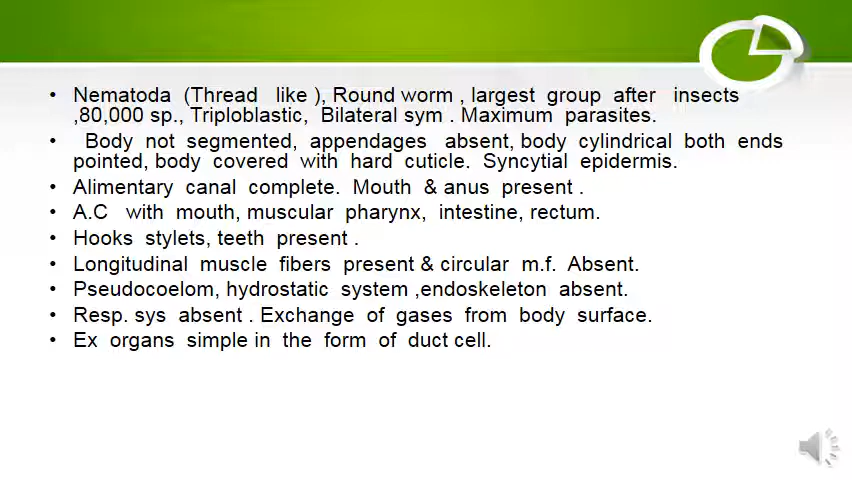 • Nematoda (Thread like ), Round worm , largest group after insects
,80,000 sp., Triploblastic, Bilateral sym . Maximum parasites.
• Body not segmented, appendages absent, body cylindrical both ends
pointed, body covered with hard cuticle. Syncytial epidermis.
• Alimentary canal complete. Mouth & anus present .
• A.C with mouth, muscular pharynx, intestine, rectum.
• Hooks stylets, teeth present .
• Longitudinal muscle fibers present & circular m.f. Absent.
• Pseudocoelom, hydrostatic system ,endoskeleton absent.
• Resp. sys absent . Exchange of gases from body surface.
• Ex organs simple in the form of duct cell.